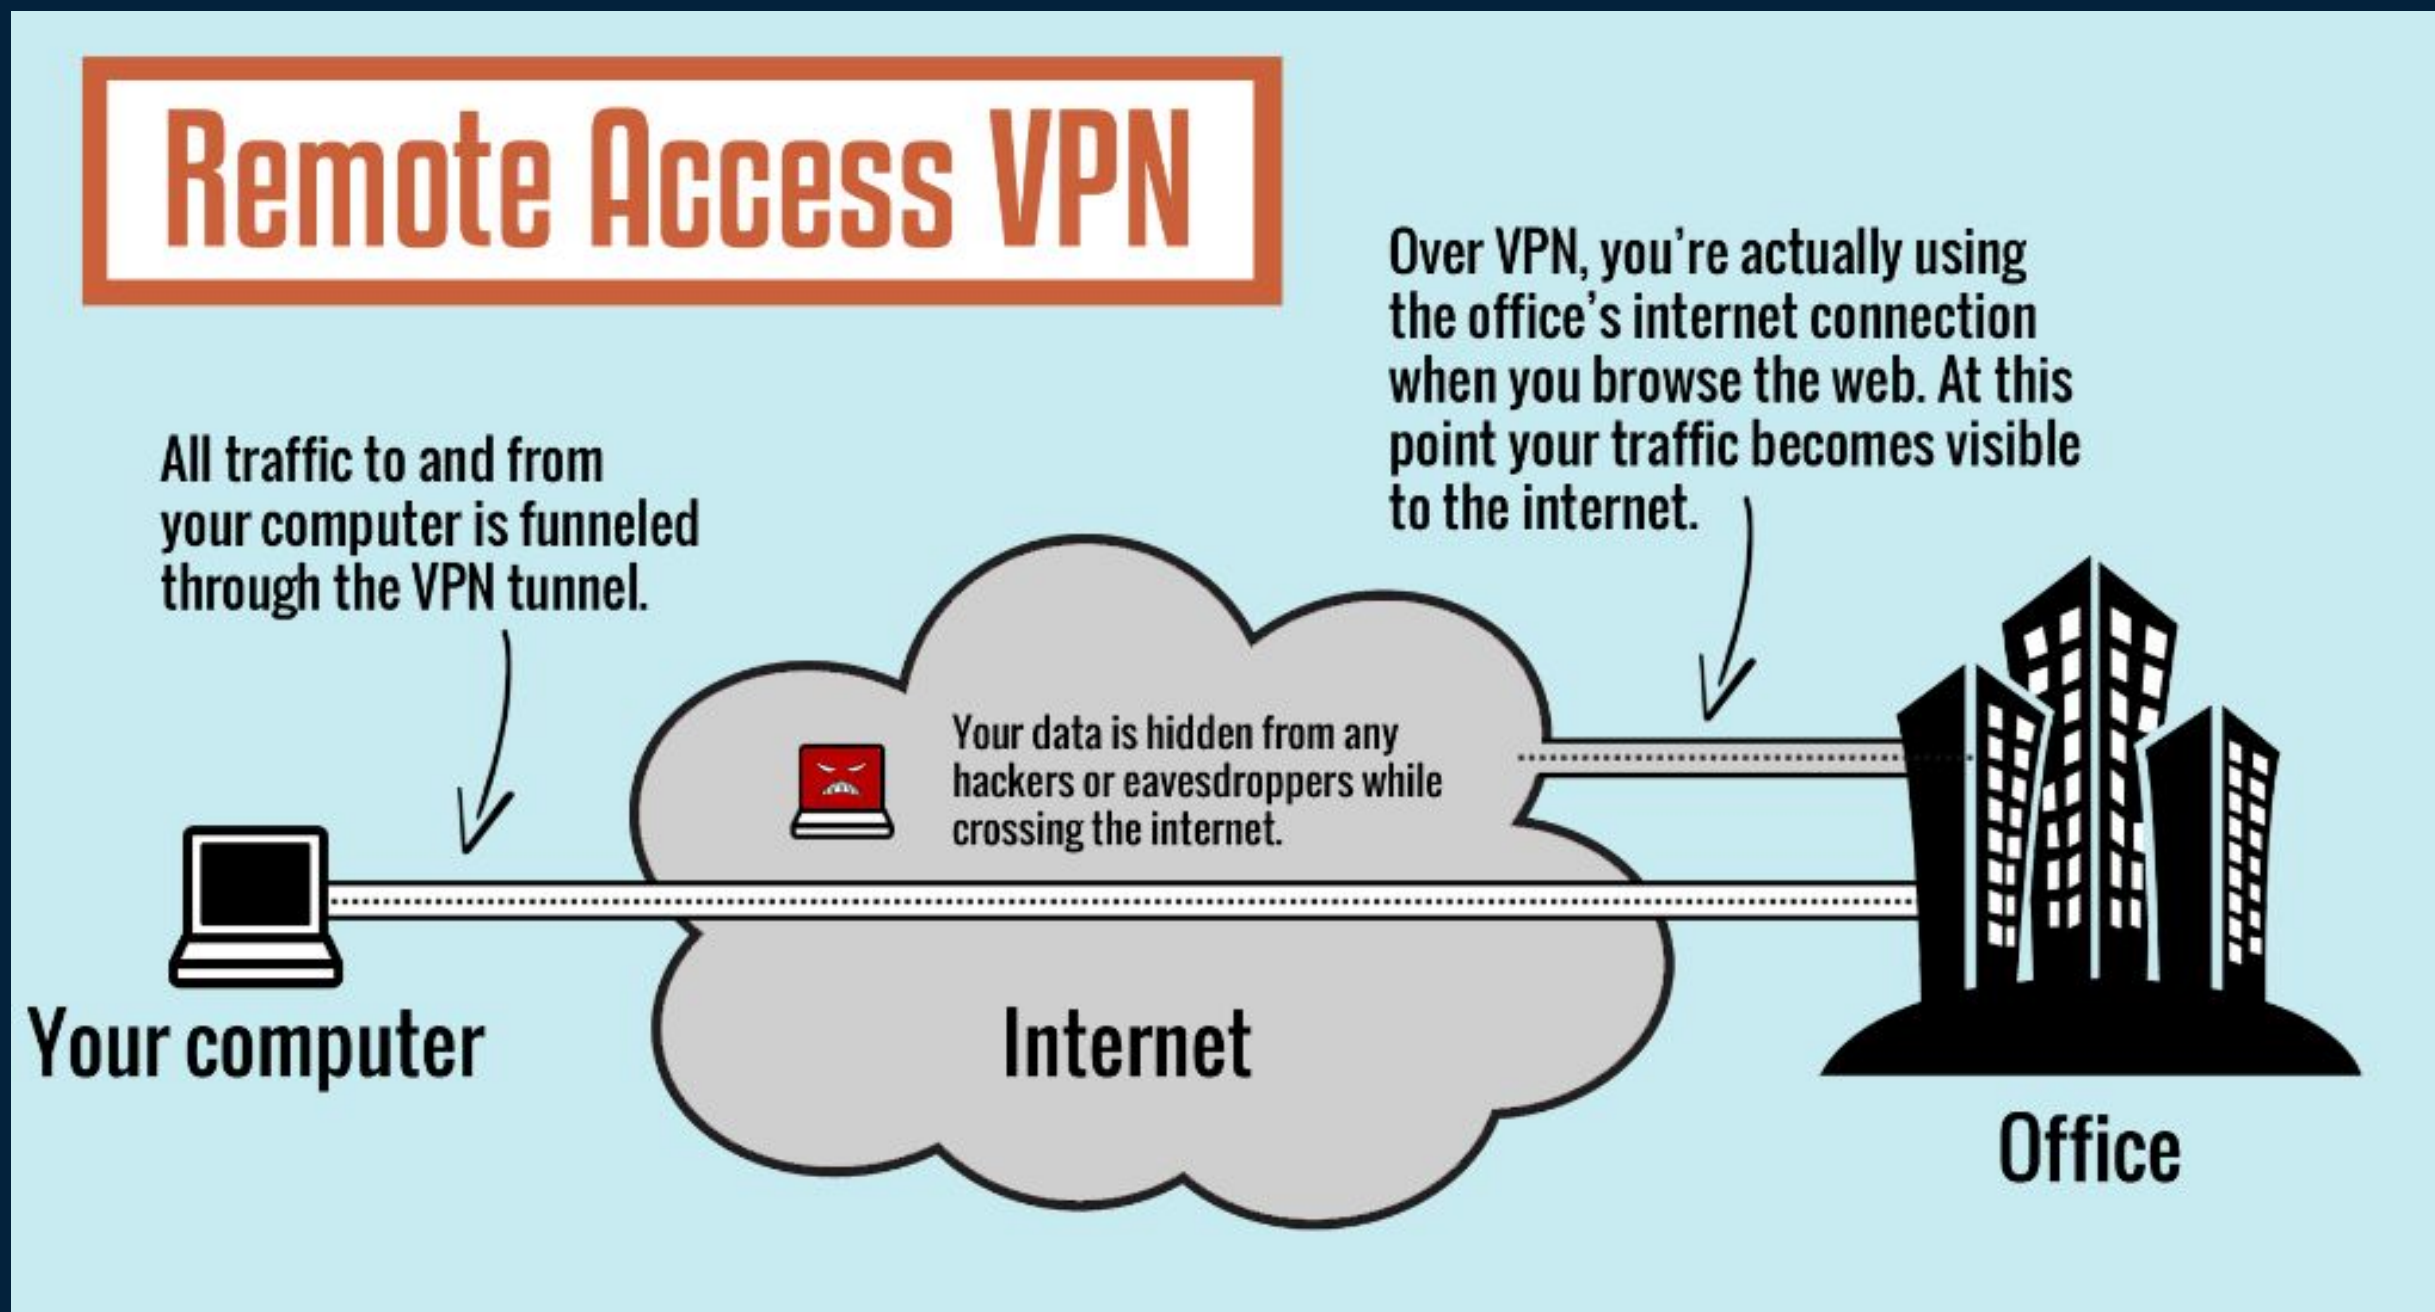 Remote Access VPN
Over VPN, you're actually using
the office's internet connection
when you browse the web. At this
point your traffic becomes visible
to the internet.
All traffic to and from
your computer is funneled
through the VPN tunnel.
Your data is hidden from any
hackers or eavesdroppers while
crossing the internet.
Your computer
Internet
Office